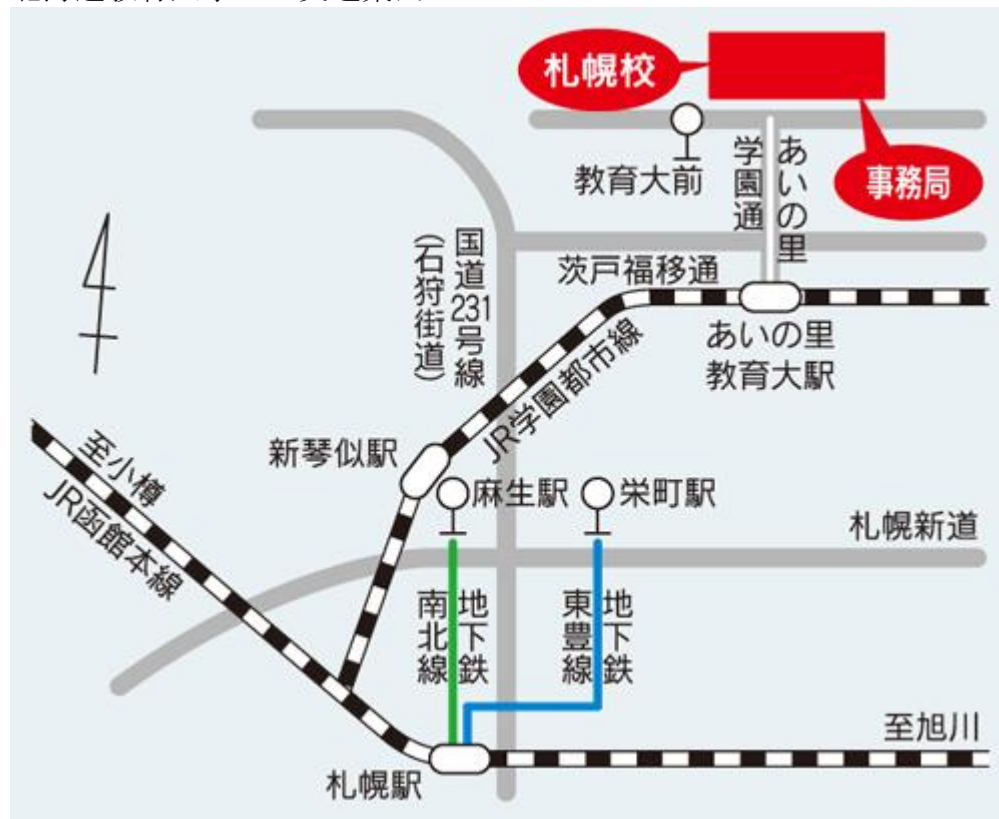 札幌校
事務局
教育大前
あいの里
学園通
国道231号線
(石狩街道)
茨戸福移通
あいの里
教育大駅
JR学園都市線
新琴似駅
麻生駅
栄町駅
至小樽
JR函館本線
札幌新道
地下鉄
南北線
地下鉄
東豊線
至旭川
札幌駅